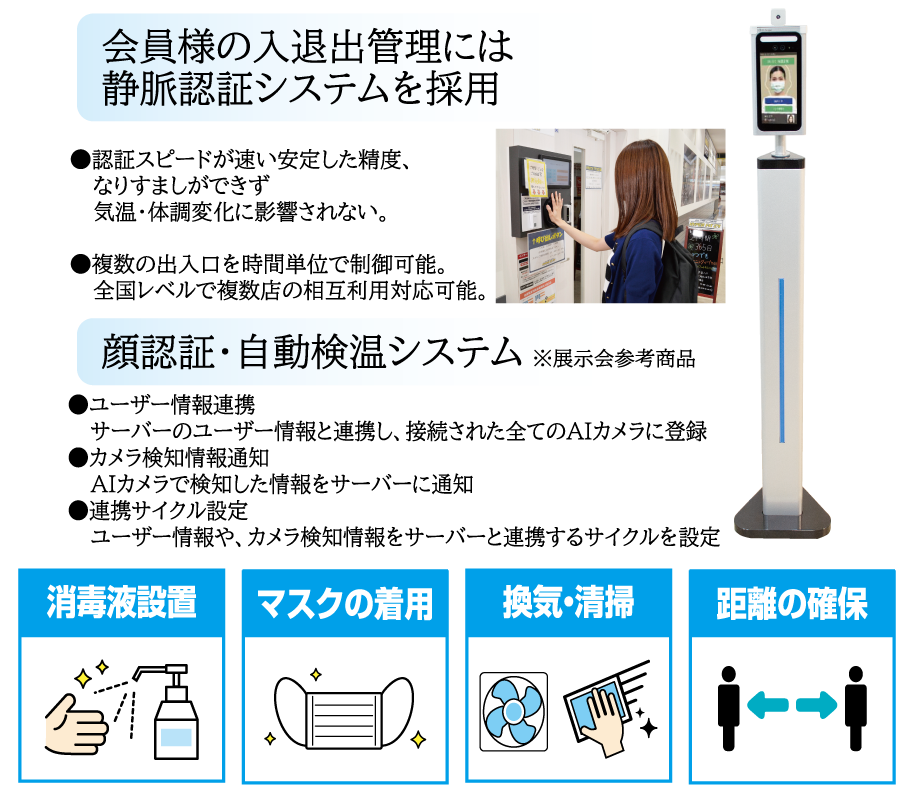 会員様の入退出管理には
静脈認証システムを採用
●認証スピードが速い安定した精度、
なりすましができず
気温・体調変化に影響されない。
●複数の出入口を時間単位で制御可能。
全国レベルで複数店の相互利用対応可能。
顔認証・自動検温システム ※展示会参考商品
●ユーザー情報連携
サーバーのユーザー情報と連携し、接続された全てのAIカメラに登録
●カメラ検知情報通知
AIカメラで検知した情報をサーバーに通知
●連携サイクル設定
ユーザー情報や、カメラ検知情報をサーバーと連携するサイクルを設定
消毒液設置
マスクの着用
換気・清掃
距離の確保